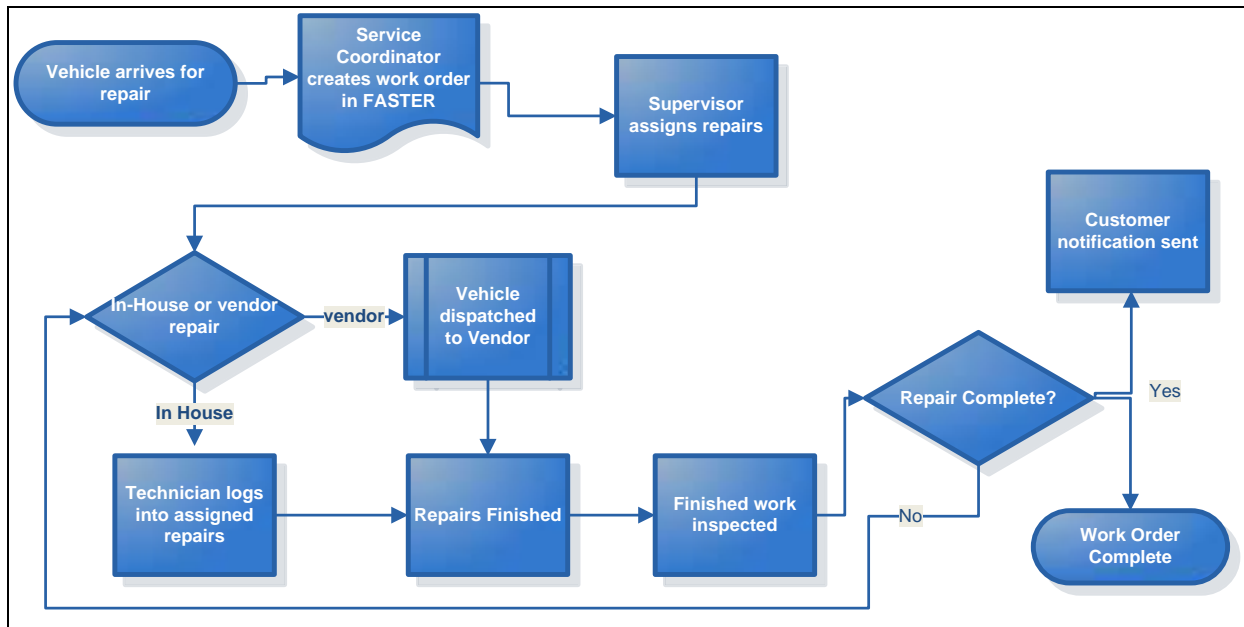 Vehicle arrives for
repair
Service
Coordinator
creates work order
in FASTER
Supervisor
assigns repairs
Customer
notification sent
In-House or vendor
repair
vendor
Vehicle
dispatched
to Vendor
Repair Complete?
Yes
In House
Technician logs
into assigned
repairs
Repairs Finished
Finished work
inspected
No
Work Order
Complete